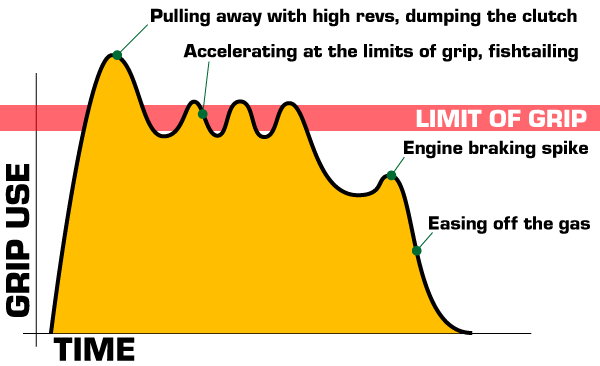 Pulling away with high revs, dumping the clutch
Accelerating at the limits of grip, fishtailing
LIMIT OF GRIP
Engine braking spike
Easing off the gas
GRIP USE
TIME